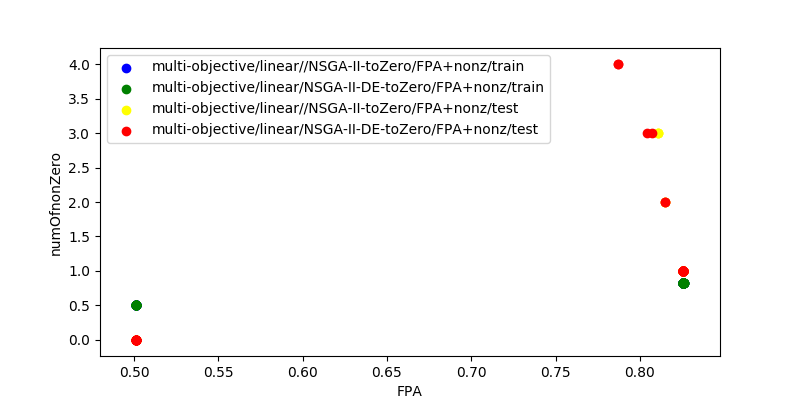 multi-objective/linear//NSGA-II-toZero/FPA+nonz/train
multi-objective/linear/NSGA-II-DE-toZero/FPA+nonz/train
multi-objective/linear//NSGA-II-toZero/FPA+nonz/test
multi-objective/linear/NSGA-II-DE-toZero/FPA+nonz/test
numOfnonZero
4.0
3.5
3.0
2.5
2.0
1.5
1.0
0.5
0.0
0.50 0.55 0.60 0.65 0.70 0.75 0.80
FPA